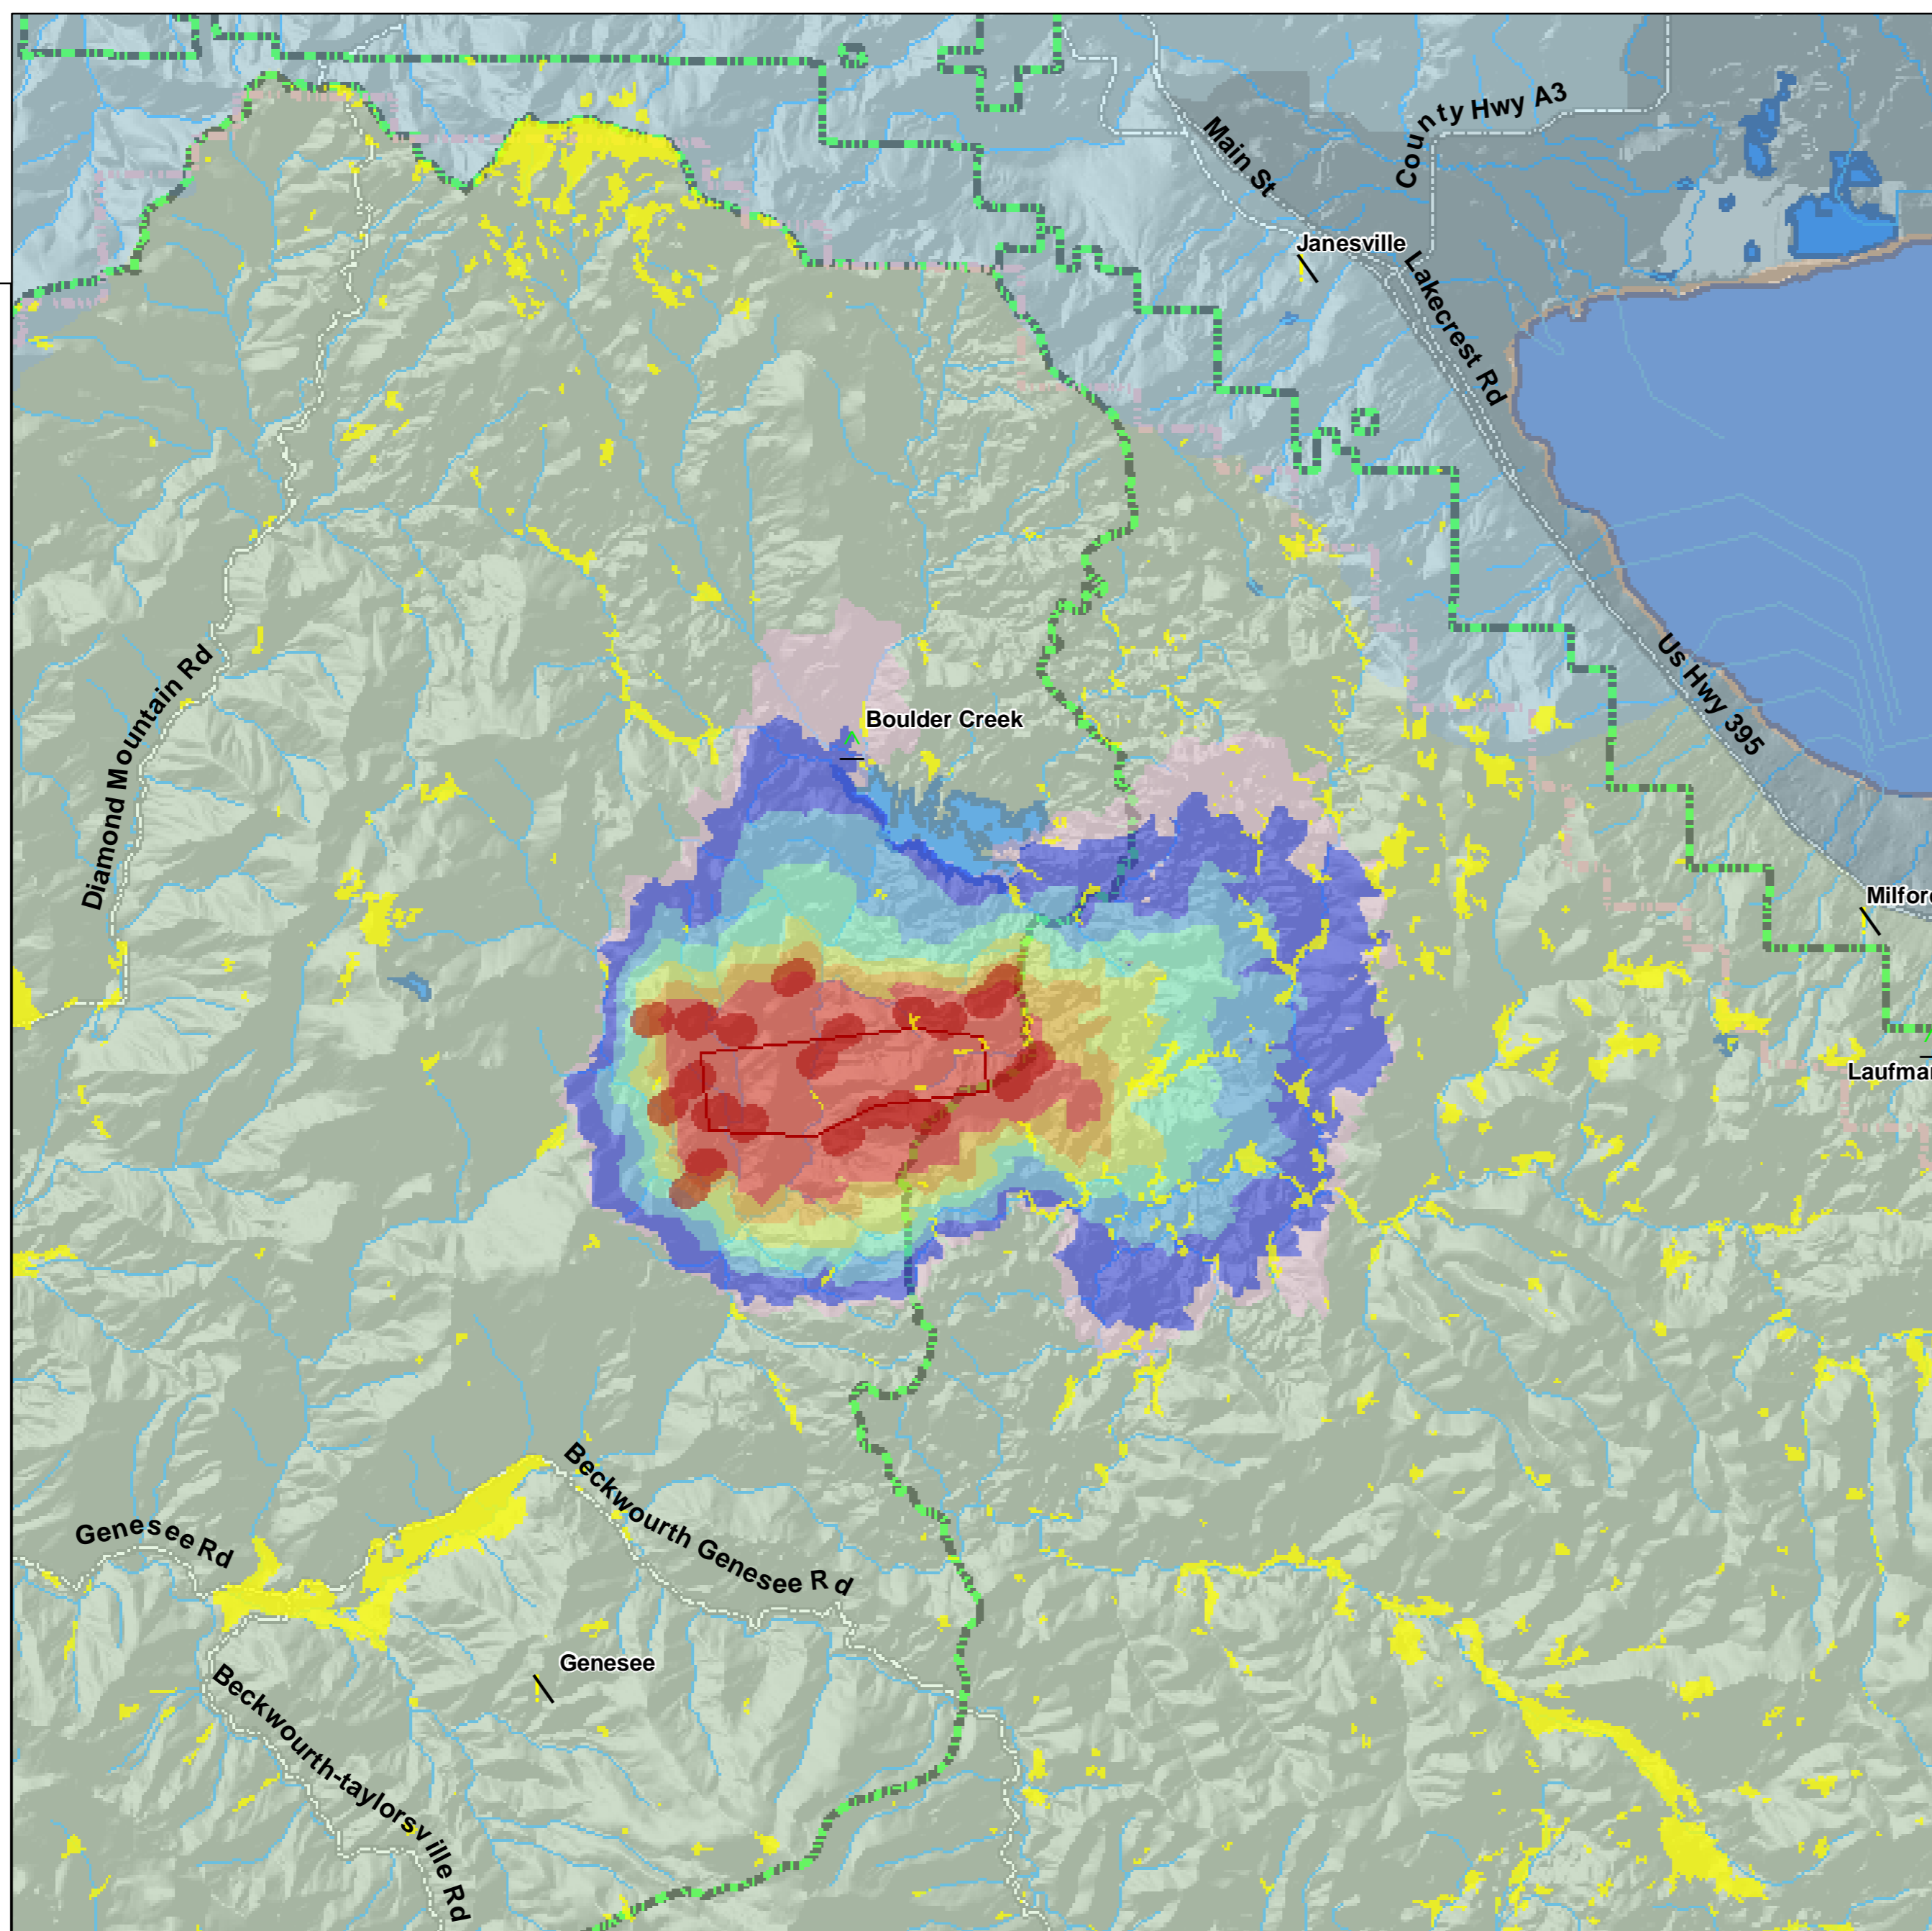 County Hwy A3
Main St
Janesville
Lakecrest Rd
Us Hwy 395
Diamond Mountain Rd
Boulder Creek
Milford
Laufma
Beckwourth Genesee Rd
Genesee Rd
Genesee
Beckwourth-taylorsville Rd